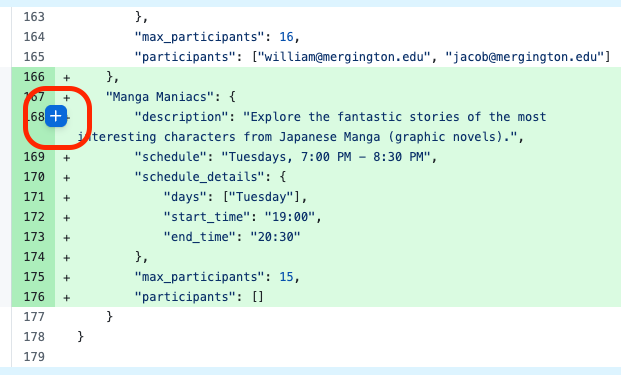 163 },
164 "max_participants": 16,
165 "participants": ["william@mergington.edu", "jacob@mergington.edu"]
166 + },
167 + "Manga Maniacs": {
168 + "description": "Explore the fantastic stories of the most
interesting characters from Japanese Manga (graphic novels).",
169 + "schedule": "Tuesdays, 7:00 PM – 8:30 PM",
170 + "schedule_details": {
171 + "days": ["Tuesday"],
172 + "start_time": "19:00",
173 + "end_time": "20:30"
174 + },
175 + "max_participants": 15,
176 + "participants": []
177 }
178 }
179